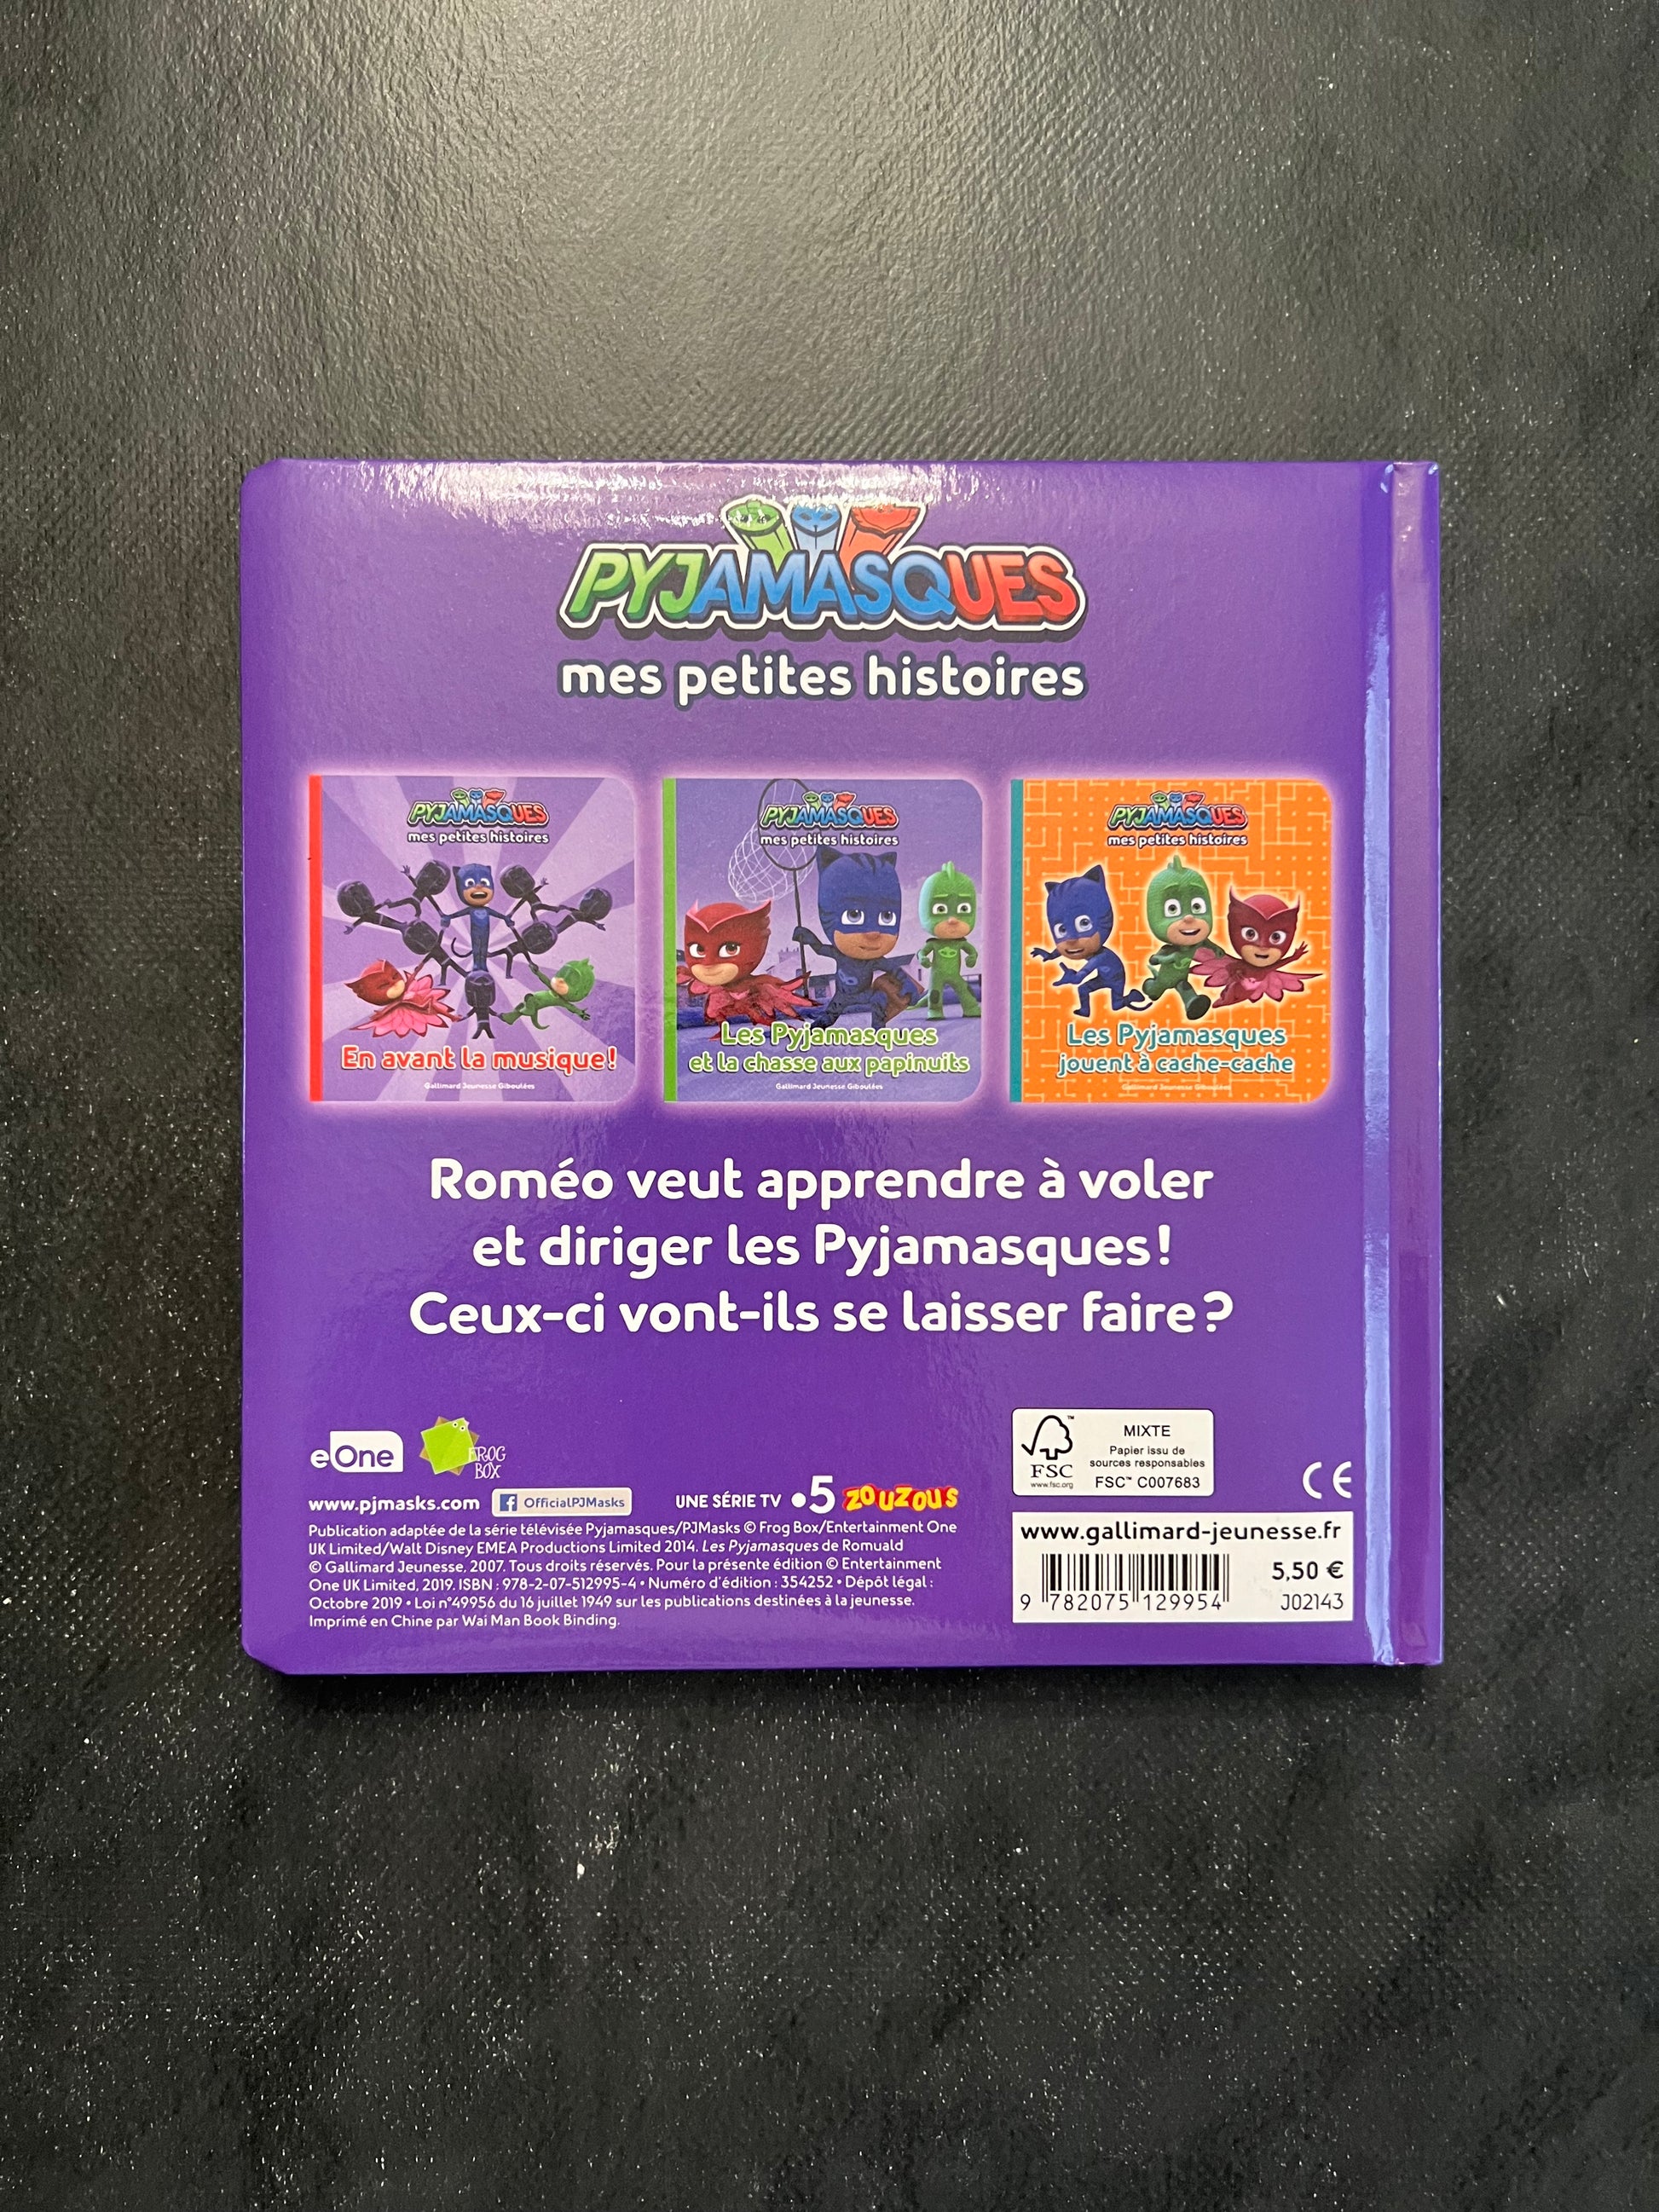 PYJAMASQUES
mes petites histoires
PYJAMASQUES
mes petites histoires
En avant la musique !
Gallimard Jeunesse Giboulées
PYJAMASQUES
mes petites histoires
Les Pyjamasques
et la chasse aux papinuits
Gallimard Jeunesse Giboulées
PYJAMASQUES
mes petites histoires
Les Pyjamasques
jouent à cache-cache
Gallimard Jeunesse Giboulées
Roméo veut apprendre à voler
et diriger les Pyjamasques !
Ceux-ci vont-ils se laisser faire ?
eOne
FROG
BOX
www.pjmasks.com
f OfficialPJMasks
UNE SÉRIE TV •5 ZOUZOUS
Publication adaptée de la série télévisée Pyjamasques/PJMasks © Frog Box/Entertainment One
UK Limited/Walt Disney EMEA Productions Limited 2014. Les Pyjamasques de Romuald
© Gallimard Jeunesse, 2007. Tous droits réservés. Pour la présente édition © Entertainment
One UK Limited, 2019. ISBN : 978-2-07-512995-4 • Numéro d'édition : 354252 • Dépôt légal :
Octobre 2019 • Loi n°49956 du 16 juillet 1949 sur les publications destinées à la jeunesse.
Imprimé en Chine par Wai Man Book Binding.
FSC
www.fsc.org
MIXTE
Papier issu de
sources responsables
FSC™ C007683
CE
www.gallimard-jeunesse.fr
5,50 €
9 782075 129954
J02143